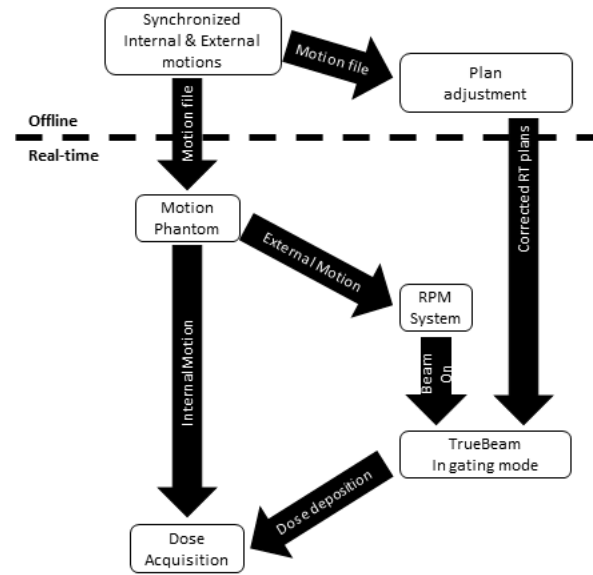 Synchronized
Internal & External
motions
Motion file
Plan
adjustment
Motion file
Offline
Real-time
Corrected RT plans
Motion
Phantom
External Motion
RPM
System
Internal Motion
Beam
On
TrueBeam
In gating mode
Dose deposition
Dose
Acquisition